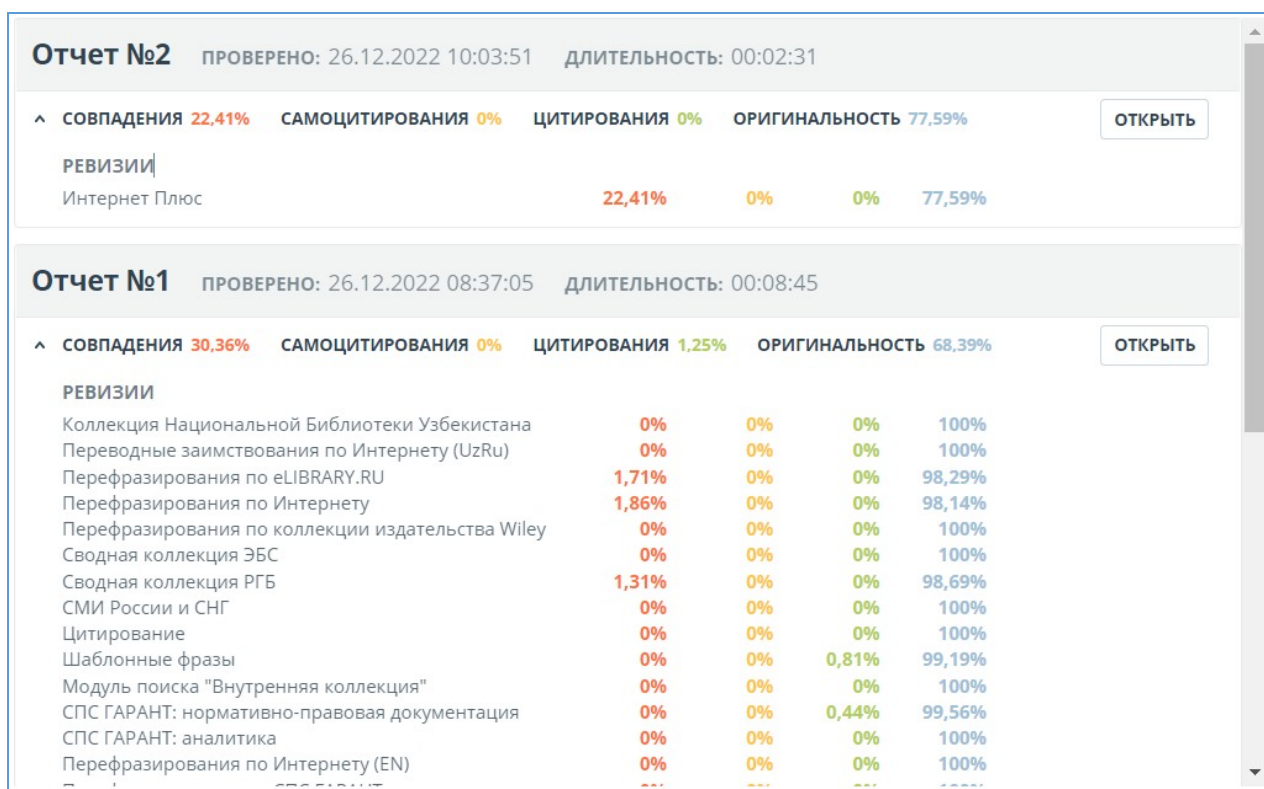 Отчет №2 ПРОВЕРЕНО: 26.12.2022 10:03:51 ДЛИТЕЛЬНОСТЬ: 00:02:31
СОВПАДЕНИЯ 22,41% САМОЦИТИРОВАНИЯ 0% ЦИТИРОВАНИЯ 0% ОРИГИНАЛЬНОСТЬ 77,59% ОТКРЫТЬ
РЕВИЗИИ
Интернет Плюс 22,41% 0% 0% 77,59%
Отчет №1 ПРОВЕРЕНО: 26.12.2022 08:37:05 ДЛИТЕЛЬНОСТЬ: 00:08:45
СОВПАДЕНИЯ 30,36% САМОЦИТИРОВАНИЯ 0% ЦИТИРОВАНИЯ 1,25% ОРИГИНАЛЬНОСТЬ 68,39% ОТКРЫТЬ
РЕВИЗИИ
Коллекция Национальной Библиотеки Узбекистана 0% 0% 0% 100%
Переводные заимствования по Интернету (UzRu) 0% 0% 0% 100%
Перефразирования по eLIBRARY.RU 1,71% 0% 0% 98,29%
Перефразирования по Интернету 1,86% 0% 0% 98,14%
Перефразирования по коллекции издательства Wiley 0% 0% 0% 100%
Сводная коллекция ЭБС 0% 0% 0% 100%
Сводная коллекция РГБ 1,31% 0% 0% 98,69%
СМИ России и СНГ 0% 0% 0% 100%
Цитирование 0% 0% 0% 100%
Шаблонные фразы 0% 0% 0,81% 99,19%
Модуль поиска "Внутренняя коллекция" 0% 0% 0% 100%
СПС ГАРАНТ: нормативно-правовая документация 0% 0% 0,44% 99,56%
СПС ГАРАНТ: аналитика 0% 0% 0% 100%
Перефразирования по Интернету (EN) 0% 0% 0% 100%